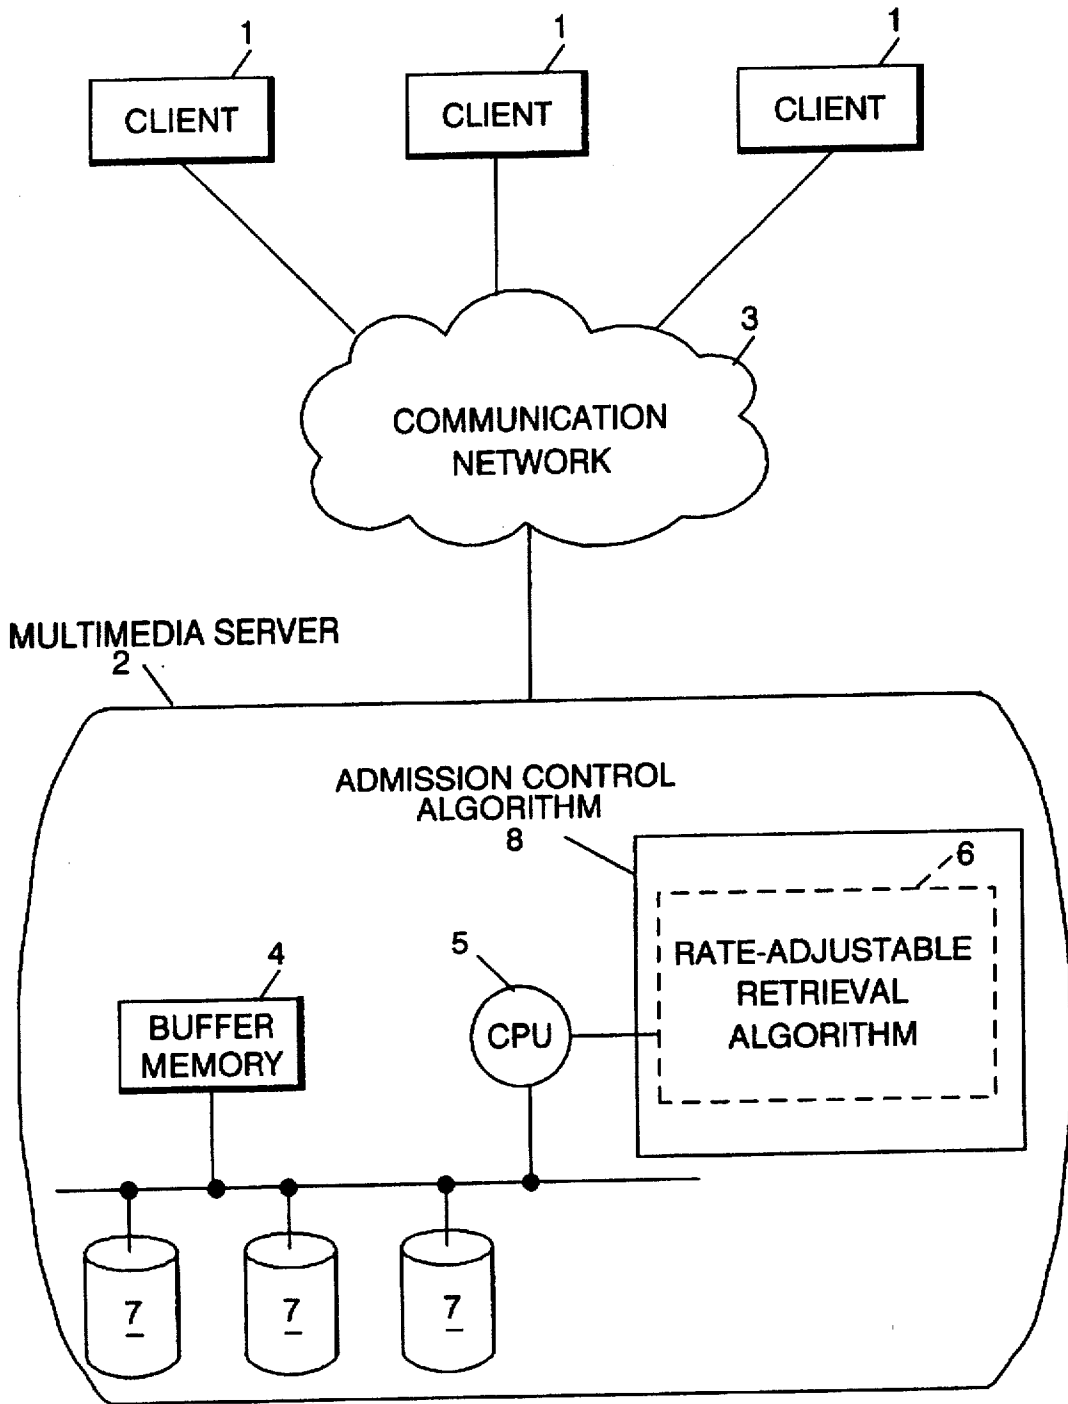 1
1
1
CLIENT
CLIENT
CLIENT
3
COMMUNICATION
NETWORK
MULTIMEDIA SERVER
2
ADMISSION CONTROL
ALGORITHM
8
6
RATE-ADJUSTABLE
RETRIEVAL
ALGORITHM
4
BUFFER
MEMORY
5
CPU
7
7
7